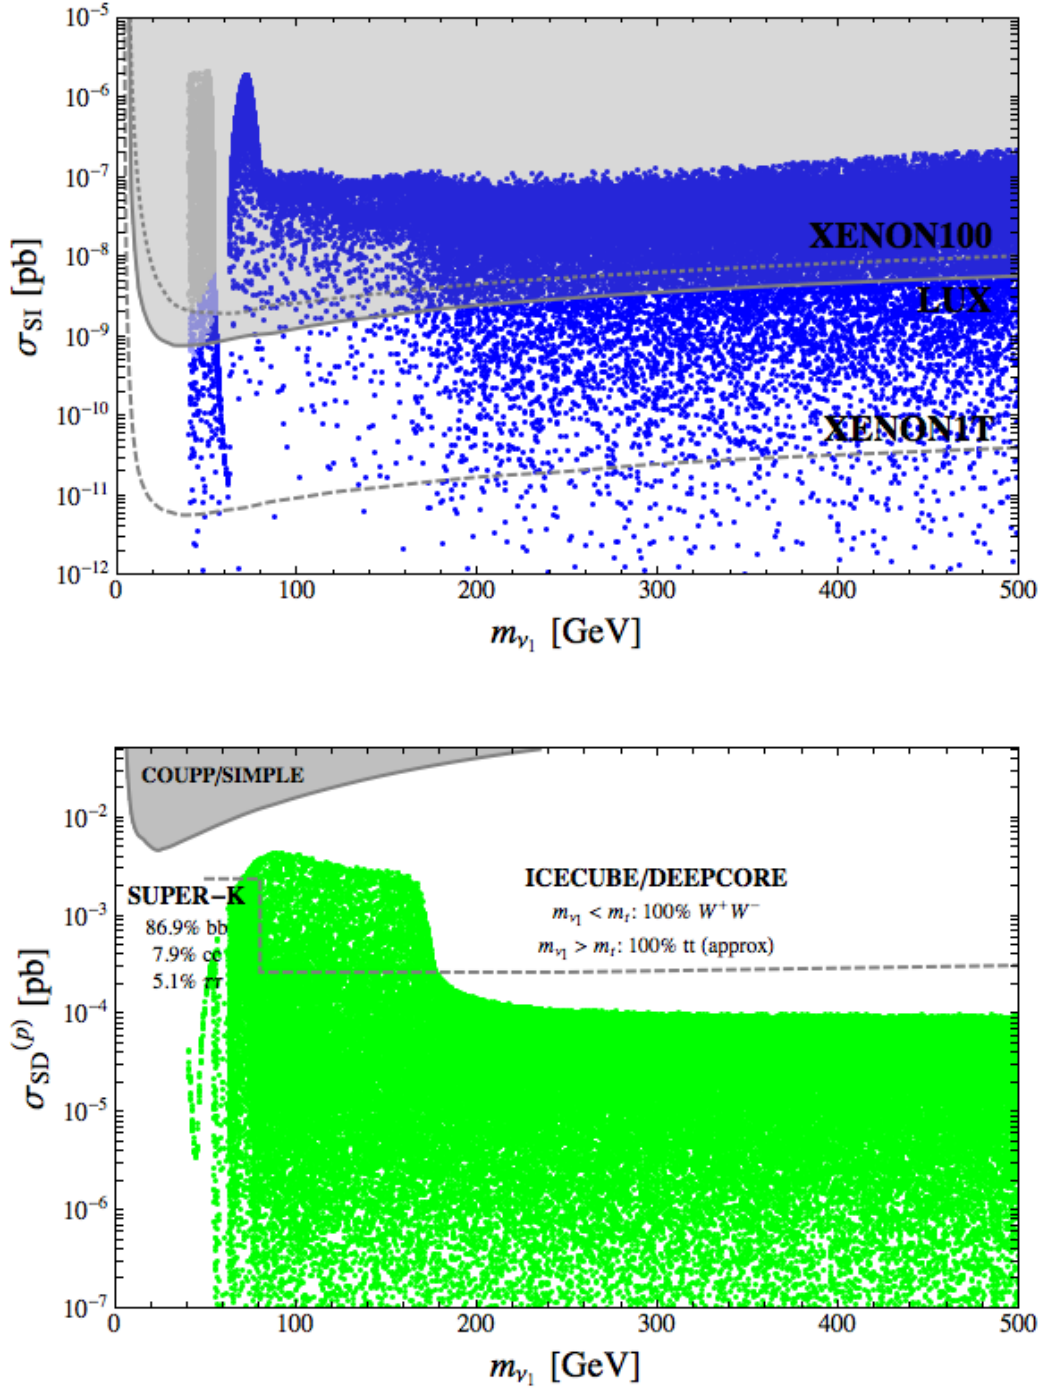 10⁻⁵
10⁻⁶
10⁻⁷
10⁻⁸
10⁻⁹
10⁻¹⁰
10⁻¹¹
10⁻¹²
σSI [pb]
XENON100
LUX
XENON1T
0 100 200 300 400 500
mν₁ [GeV]
COUPP/SIMPLE
10⁻²
10⁻³
10⁻⁴
10⁻⁵
10⁻⁶
10⁻⁷
σSD⁽ᵖ⁾ [pb]
SUPER−K
86.9% bb
7.9% cc
5.1% ττ
ICECUBE/DEEPCORE
mν₁ < mt: 100% W⁺W⁻
mν₁ > mt: 100% tt (approx)
0 100 200 300 400 500
mν₁ [GeV]